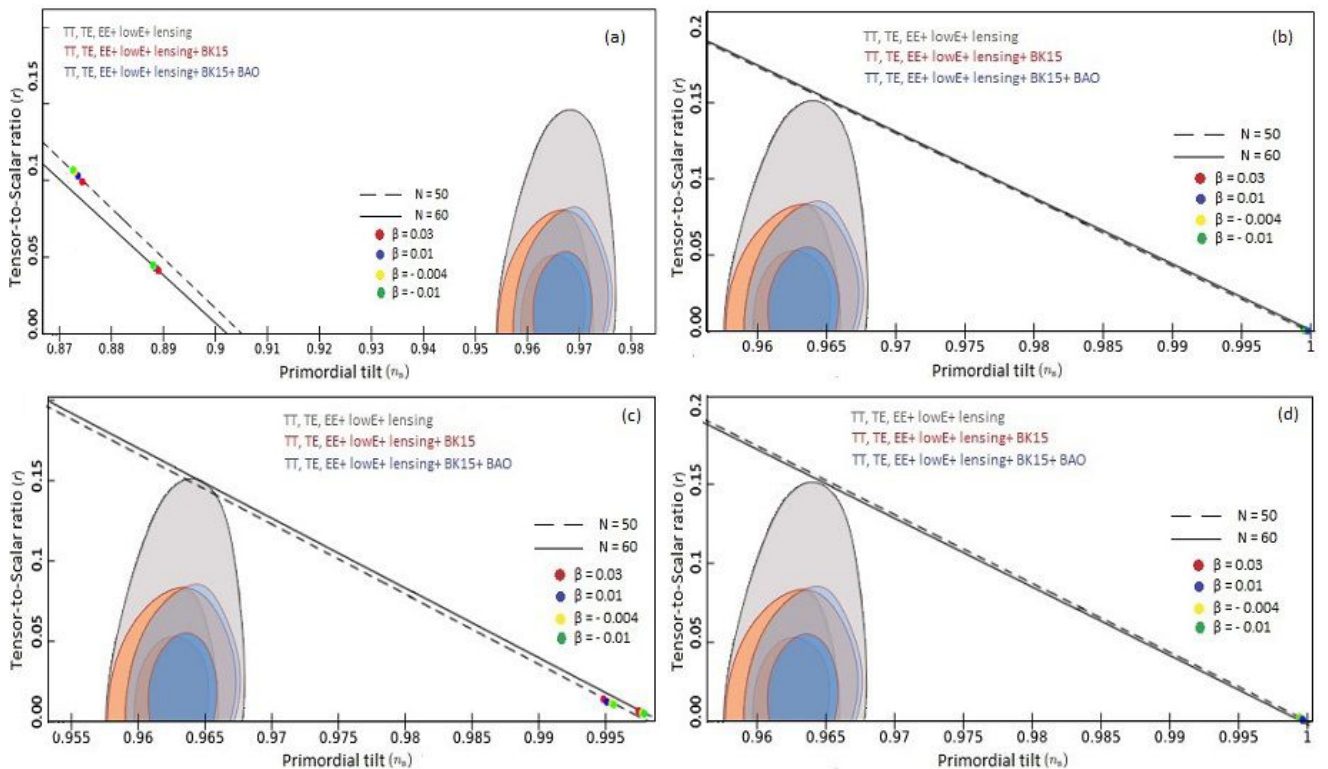 (a)
TT, TE, EE+ lowE+ lensing
TT, TE, EE+ lowE+ lensing+ BK15
TT, TE, EE+ lowE+ lensing+ BK15+ BAO
N = 50
N = 60
β = 0.03
β = 0.01
β = - 0.004
β = - 0.01
Tensor-to-Scalar ratio (r)
0.15
0.1
0.05
0.00
0.87 0.88 0.89 0.9 0.91 0.92 0.93 0.94 0.95 0.96 0.97 0.98
Primordial tilt (nₛ)
(b)
TT, TE, EE+ lowE+ lensing
TT, TE, EE+ lowE+ lensing+ BK15
TT, TE, EE+ lowE+ lensing+ BK15+ BAO
N = 50
N = 60
β = 0.03
β = 0.01
β = - 0.004
β = - 0.01
Tensor-to-Scalar ratio (r)
0.2
0.15
0.1
0.05
0.00
0.96 0.965 0.97 0.975 0.98 0.985 0.99 0.995 1
Primordial tilt (nₛ)
(c)
TT, TE, EE+ lowE+ lensing
TT, TE, EE+ lowE+ lensing+ BK15
TT, TE, EE+ lowE+ lensing+ BK15+ BAO
N = 50
N = 60
β = 0.03
β = 0.01
β = - 0.004
β = - 0.01
Tensor-to-Scalar ratio (r)
0.15
0.1
0.05
0.00
0.955 0.96 0.965 0.97 0.975 0.98 0.985 0.99 0.995
Primordial tilt (nₛ)
(d)
TT, TE, EE+ lowE+ lensing
TT, TE, EE+ lowE+ lensing+ BK15
TT, TE, EE+ lowE+ lensing+ BK15+ BAO
N = 50
N = 60
β = 0.03
β = 0.01
β = - 0.004
β = - 0.01
Tensor-to-Scalar ratio (r)
0.2
0.15
0.1
0.05
0.00
0.96 0.965 0.97 0.975 0.98 0.985 0.99 0.995 1
Primordial tilt (nₛ)